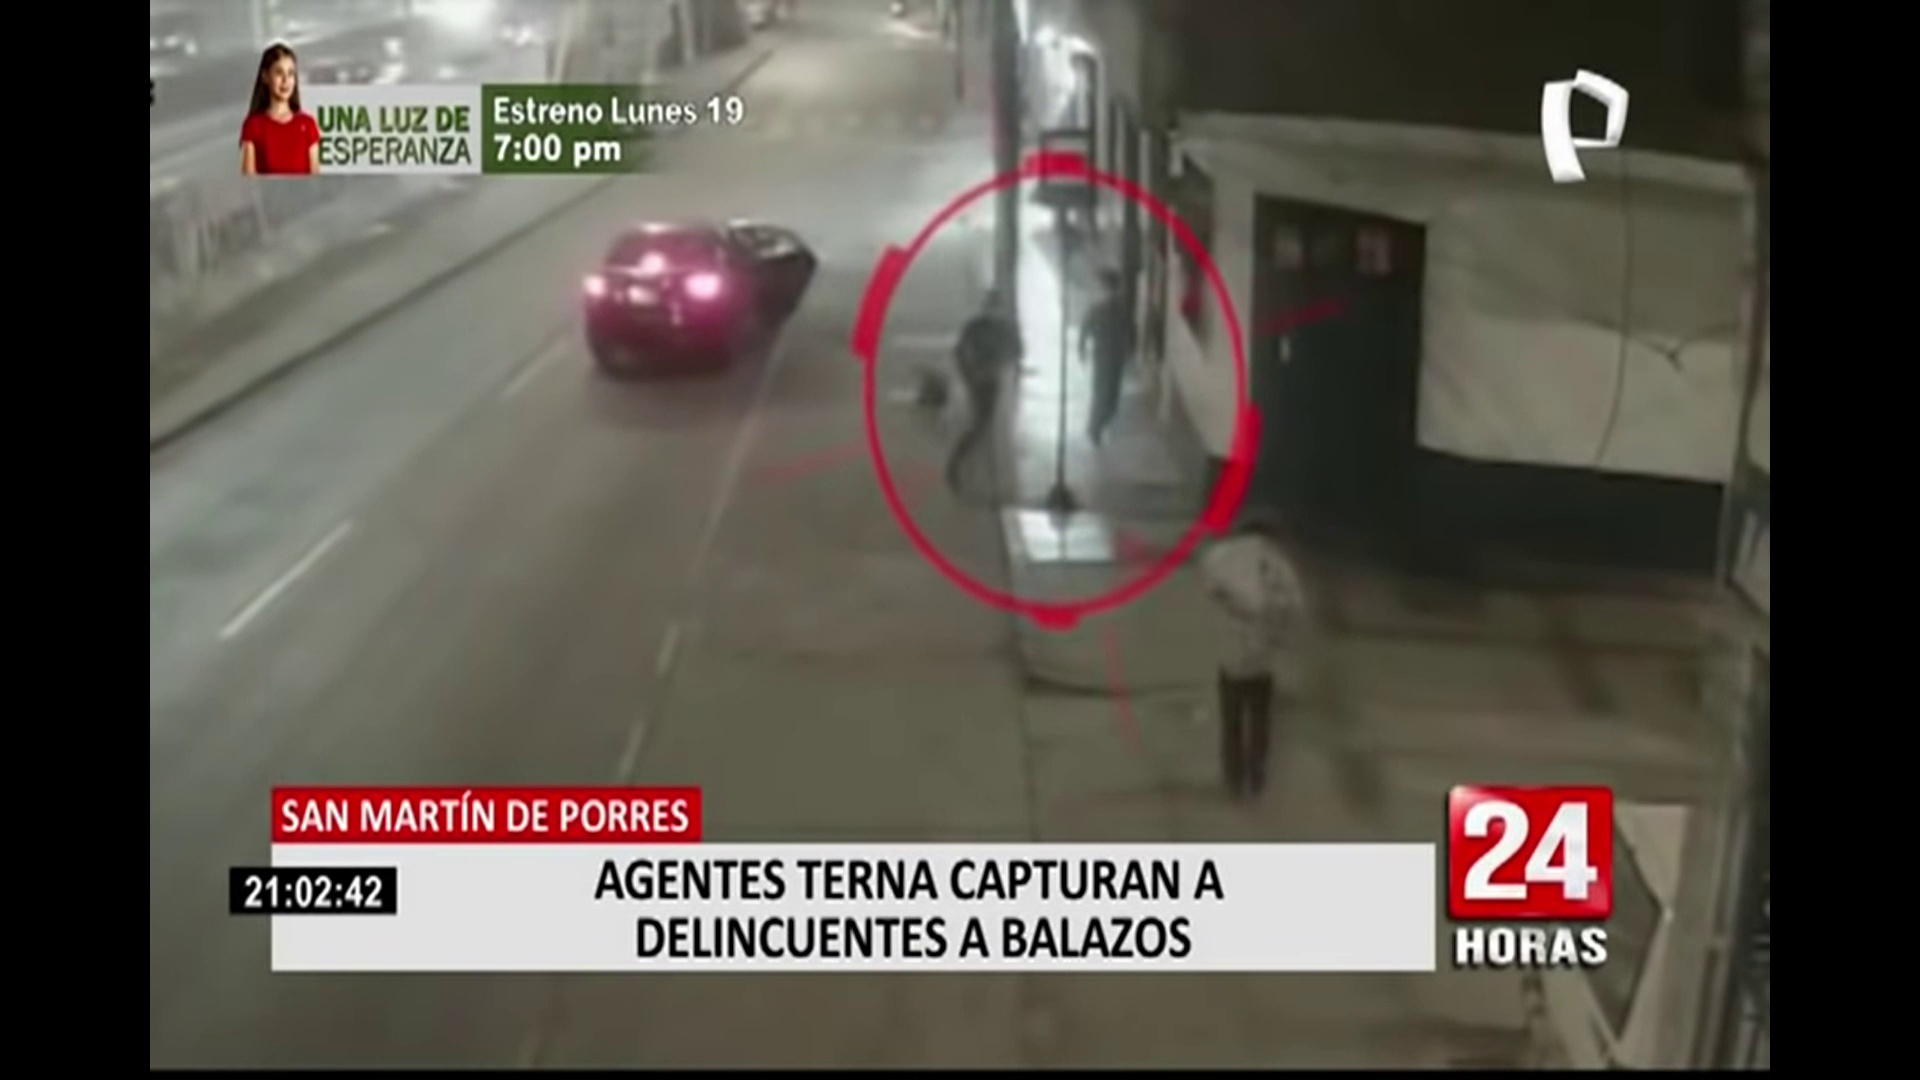 UNA LUZ DE
ESPERANZA
Estreno Lunes 19
7:00 pm
SAN MARTÍN DE PORRES
AGENTES TERNA CAPTURAN A
DELINCUENTES A BALAZOS
21:02:42
24
HORAS